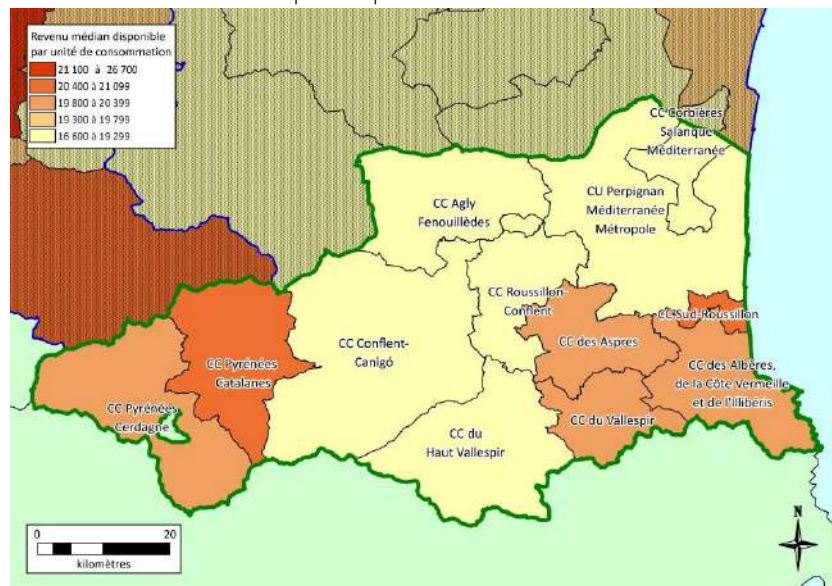 Revenu médian disponible
par unité de consommation
21 100 à 26 700
20 400 à 21 099
19 800 à 20 399
19 300 à 19 799
16 600 à 19 299
CC Corbières
Salanque
Méditerranée
CC Agly
Fenouillèdes
CU Perpignan
Méditerranée
Métropole
CC Roussillon-
Conflent
CC Sud-Roussillon
CC Conflent-
Canigó
CC des Aspres
CC Pyrénées
Catalanes
CC des Albères,
de la Côte Vermeille
et de l'Illibéris
CC Pyrénées
Cerdagne
CC du Vallespir
CC du
Haut Vallespir
0 20
kilomètres
N